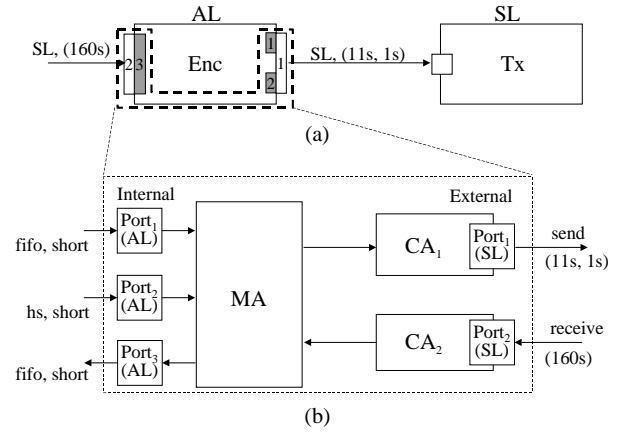 AL SL
SL, (160s) 2 3 Enc 1 2 1 SL, (11s, 1s) Tx
(a)
Internal External
fifo, short Port1 (AL) MA CA1 Port1 (SL) send (11s, 1s)
hs, short Port2 (AL)
fifo, short Port3 (AL) CA2 Port2 (SL) receive (160s)
(b)